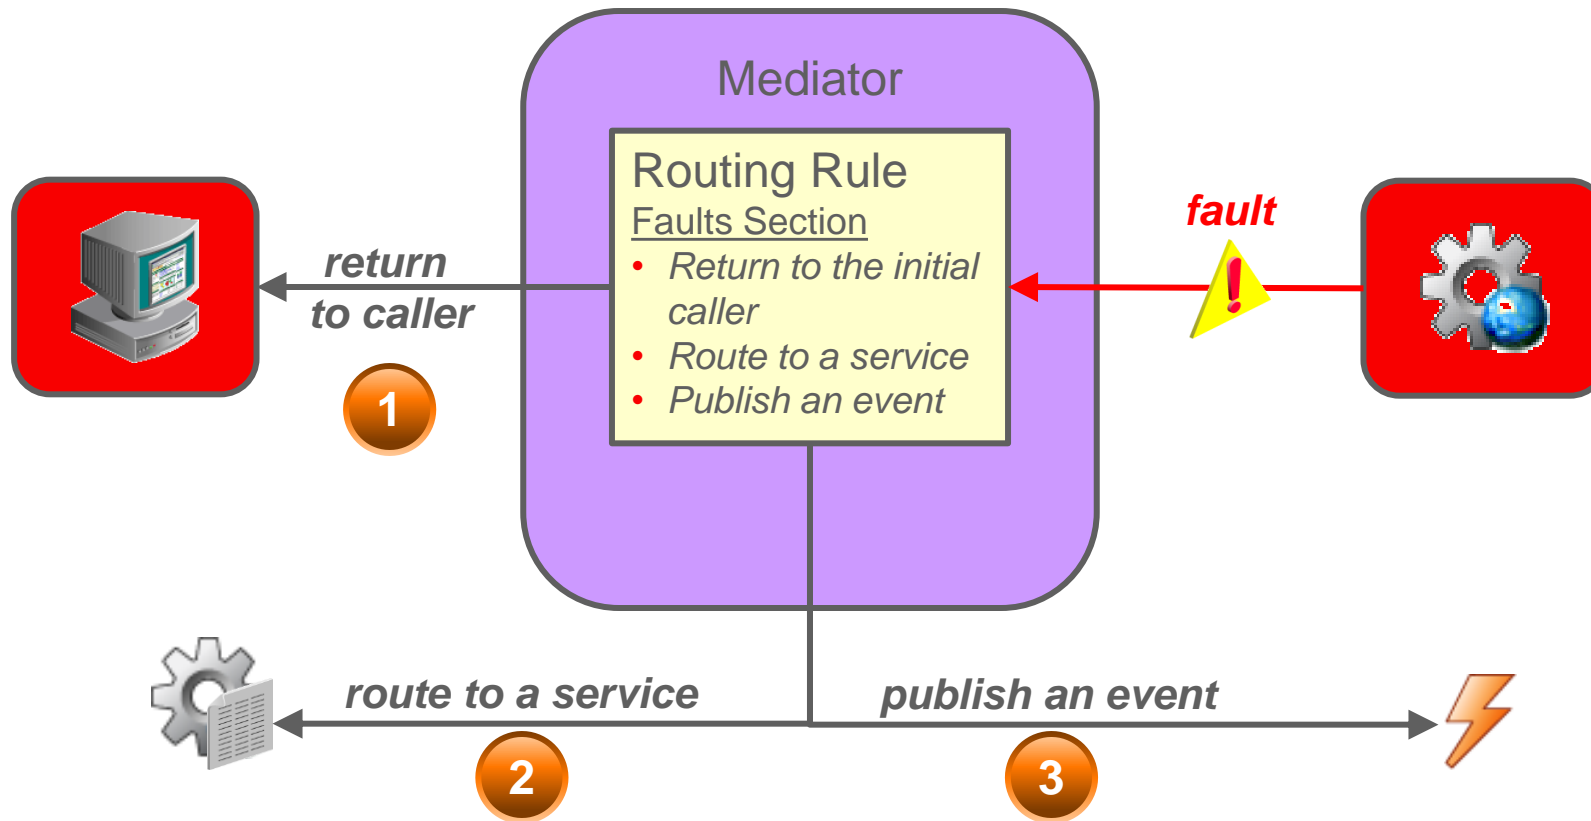 Mediator
Routing Rule
Faults Section
• Return to the initial
caller
• Route to a service
• Publish an event
fault
return
to caller
1
route to a service
2
publish an event
3